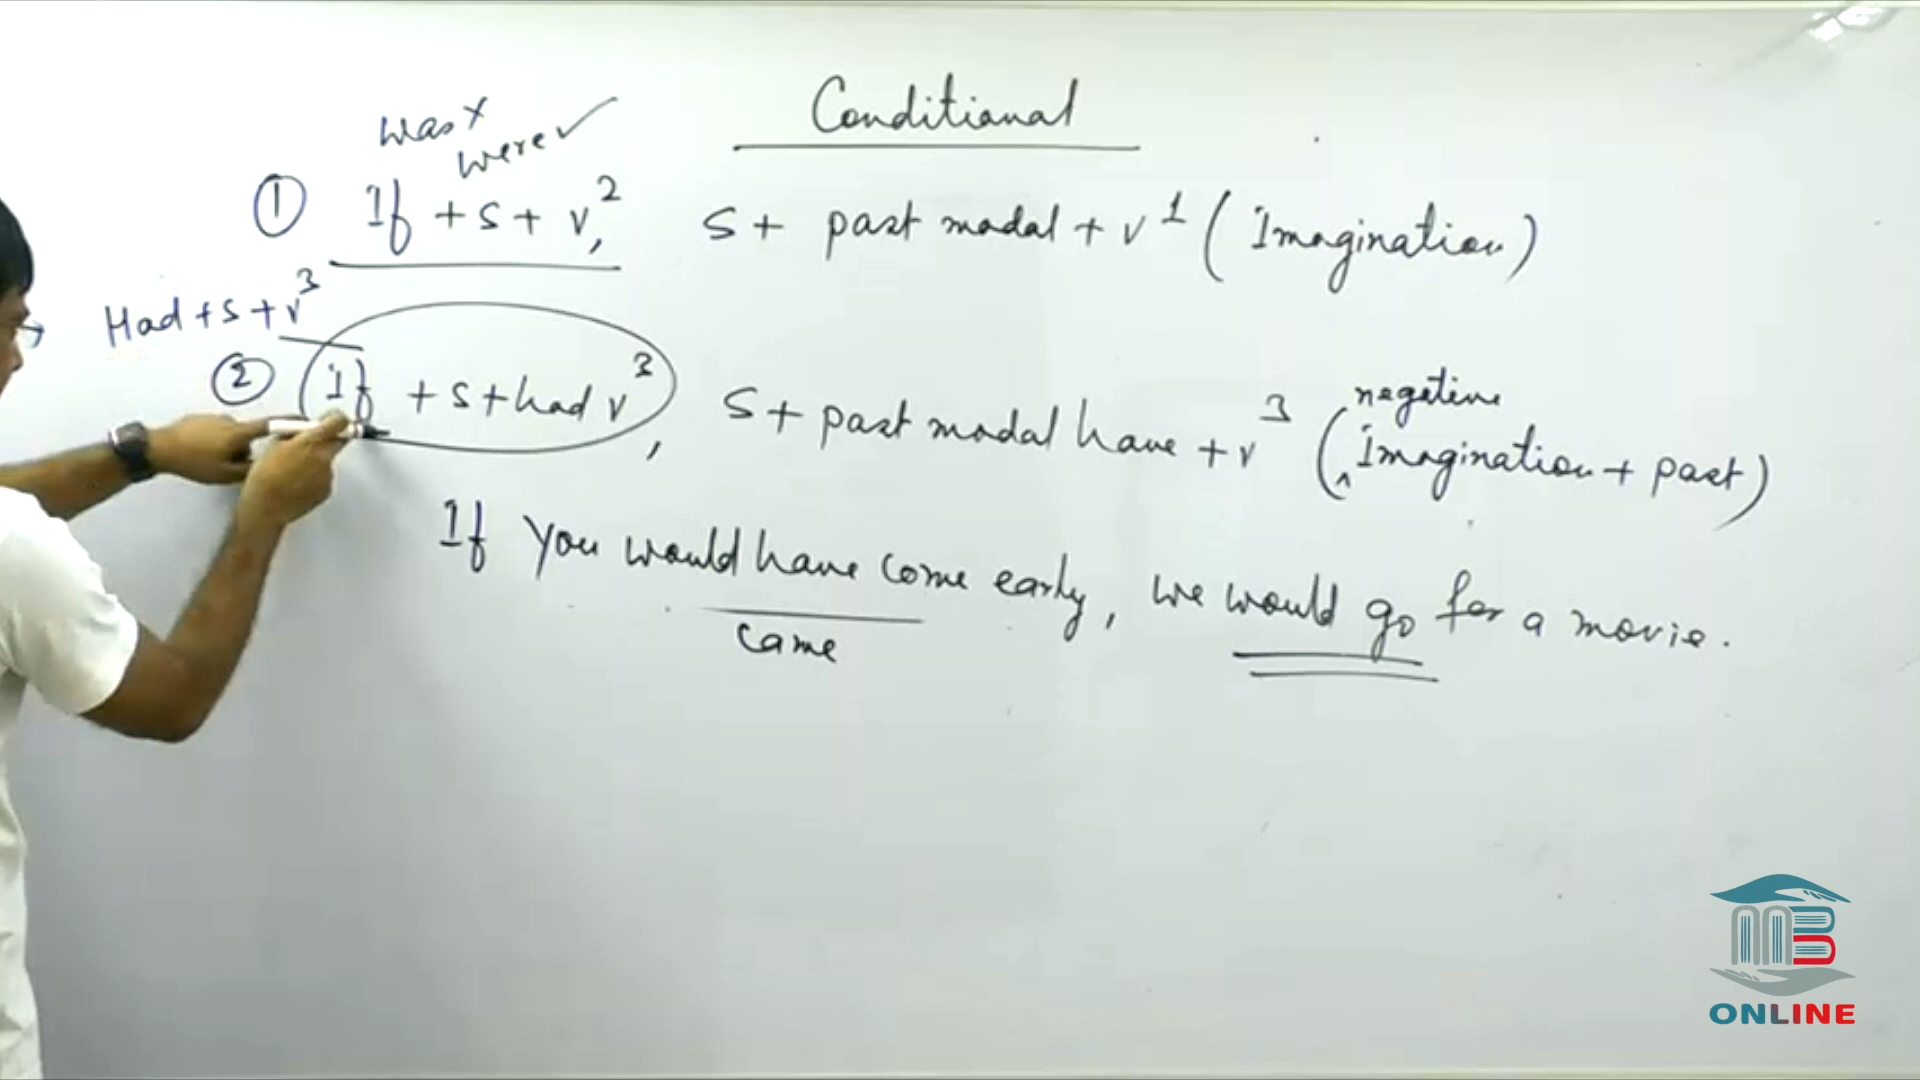 Conditional
was× were✓
① If + S + V², S + past modal + V¹ (Imagination)
Had + S + V³
② If + S + had V³, S + past modal have + V³ (negative Imagination + past)
If You would have come early, we would go for a movie.
came
MB
ONLINE